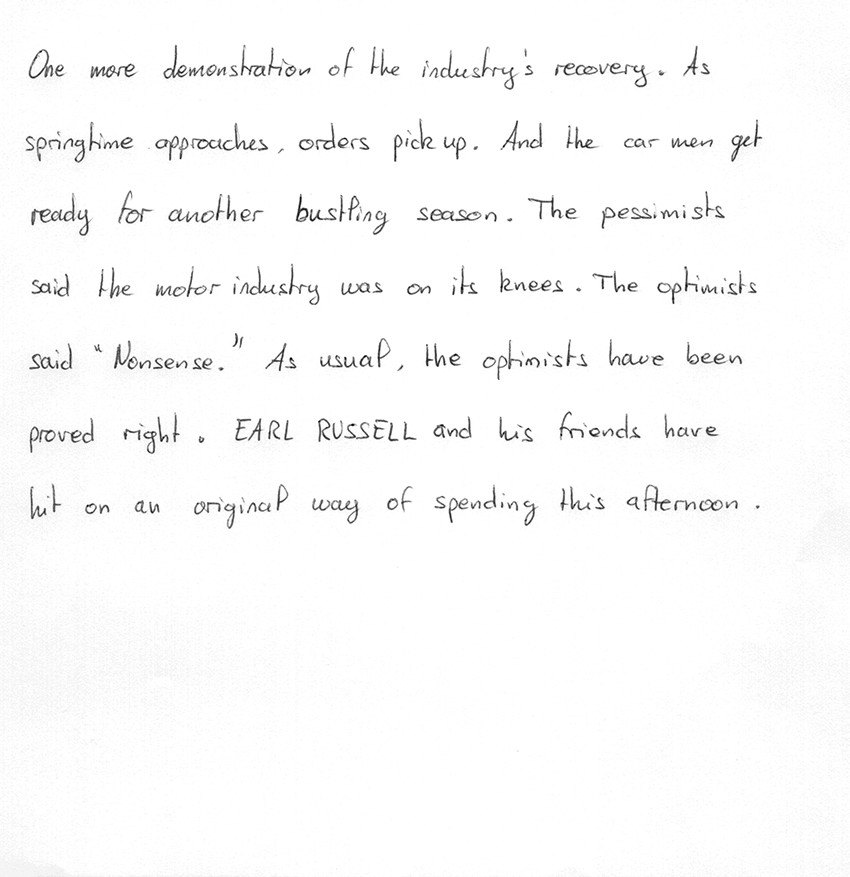 One more demonstration of the industry's recovery. As
springtime approaches, orders pick up. And the car men get
ready for another bustling season. The pessimists
said the motor industry was on its knees. The optimists
said "Nonsense." As usual, the optimists have been
proved right. EARL RUSSELL and his friends have
hit on an original way of spending this afternoon.